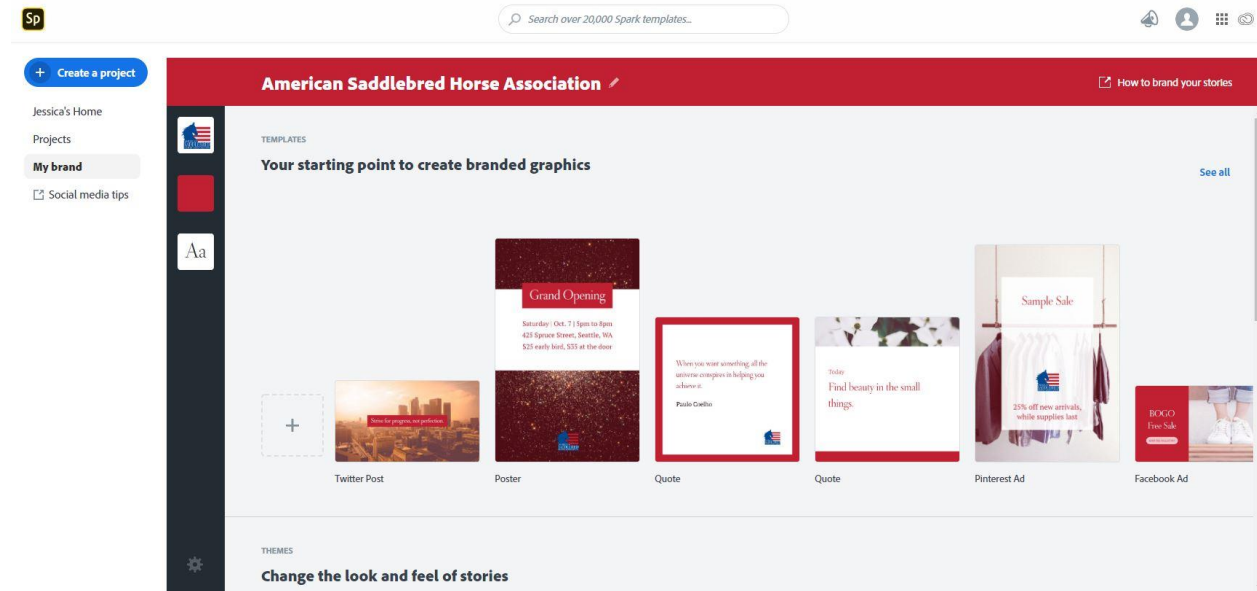 Sp
Search over 20,000 Spark templates...
+ Create a project
Jessica's Home
Projects
My brand
Social media tips
American Saddlebred Horse Association
How to brand your stories
Aa
TEMPLATES
Your starting point to create branded graphics
See all
+
Strive for progress, not perfection.
Twitter Post
Grand Opening
Saturday | Oct. 7 | 5pm to 8pm
425 Spruce Street, Seattle, WA
$25 early bird, $35 at the door
Poster
When you want something, all the
universe conspires in helping you
achieve it.
Paulo Coelho
Quote
Today
Find beauty in the small
things.
Quote
Sample Sale
25% off new arrivals,
while supplies last
Pinterest Ad
BOGO
Free Sale
Facebook Ad
THEMES
Change the look and feel of stories